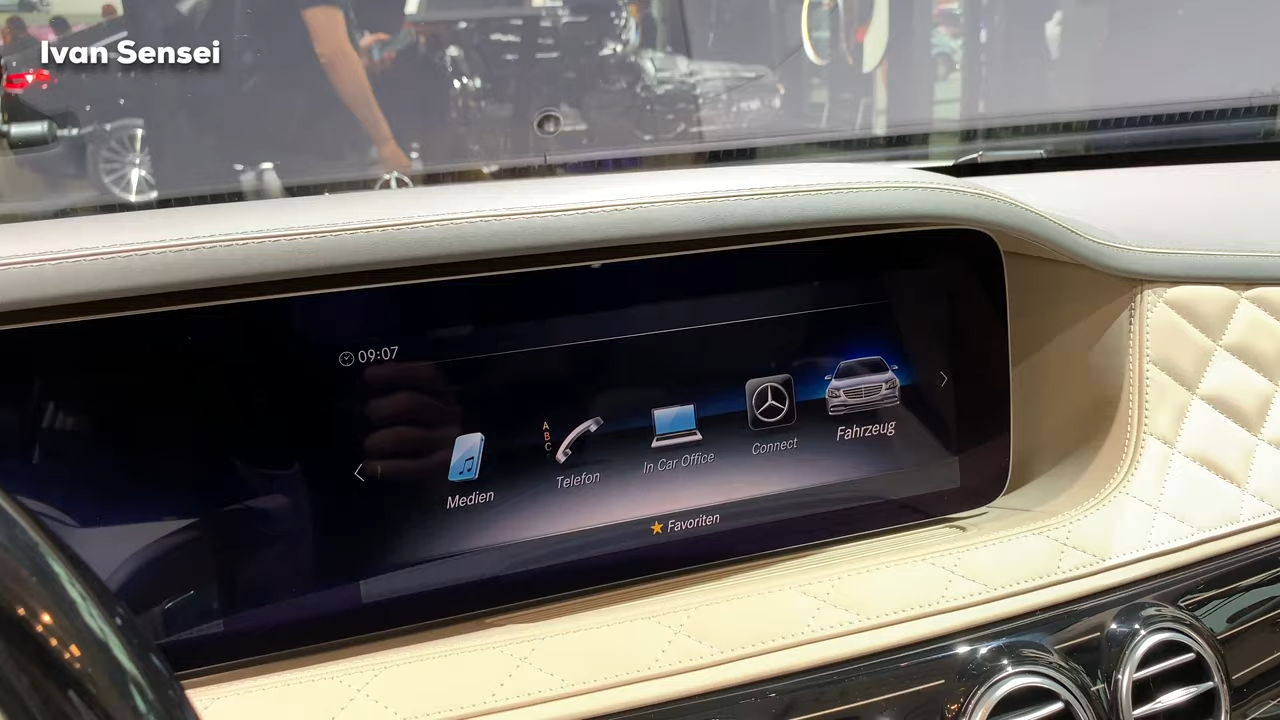 Ivan Sensei
09:07
A
B
C
Medien
Telefon
In Car Office
Connect
Fahrzeug
Favoriten